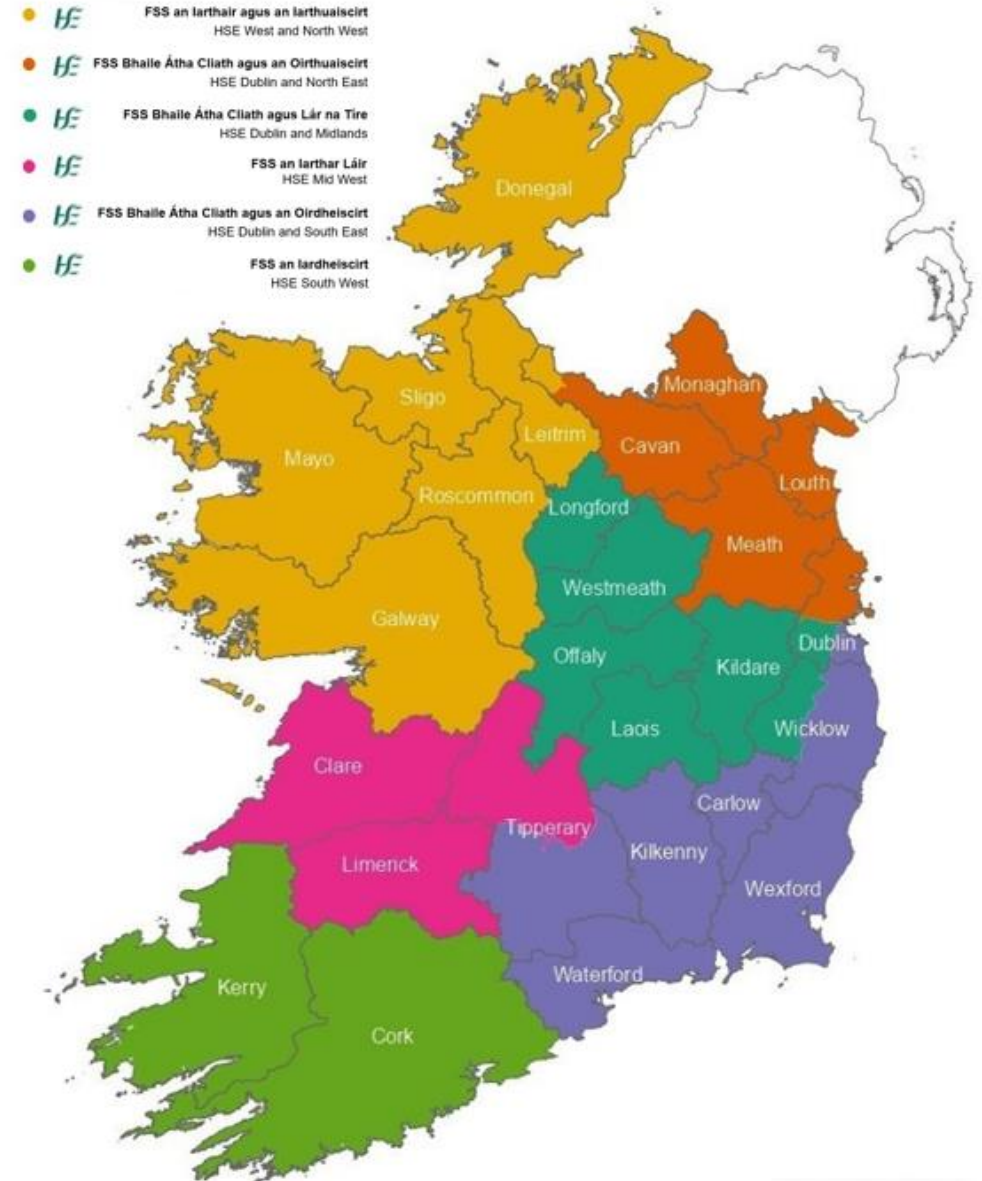 FSS an Iarthair agus an Iarthuaiscirt
HSE West and North West
FSS Bhaile Átha Cliath agus an Oirthuaiscirt
HSE Dublin and North East
FSS Bhaile Átha Cliath agus Lár na Tíre
HSE Dublin and Midlands
FSS an Iarthar Láir
HSE Mid West
FSS Bhaile Átha Cliath agus an Oirdheiscirt
HSE Dublin and South East
FSS an Iardheiscirt
HSE South West
Donegal
Monaghan
Sligo
Leitrim
Cavan
Mayo
Roscommon
Louth
Longford
Meath
Westmeath
Galway
Dublin
Offaly
Kildare
Laois
Wicklow
Clare
Carlow
Tipperary
Kilkenny
Limerick
Wexford
Waterford
Kerry
Cork